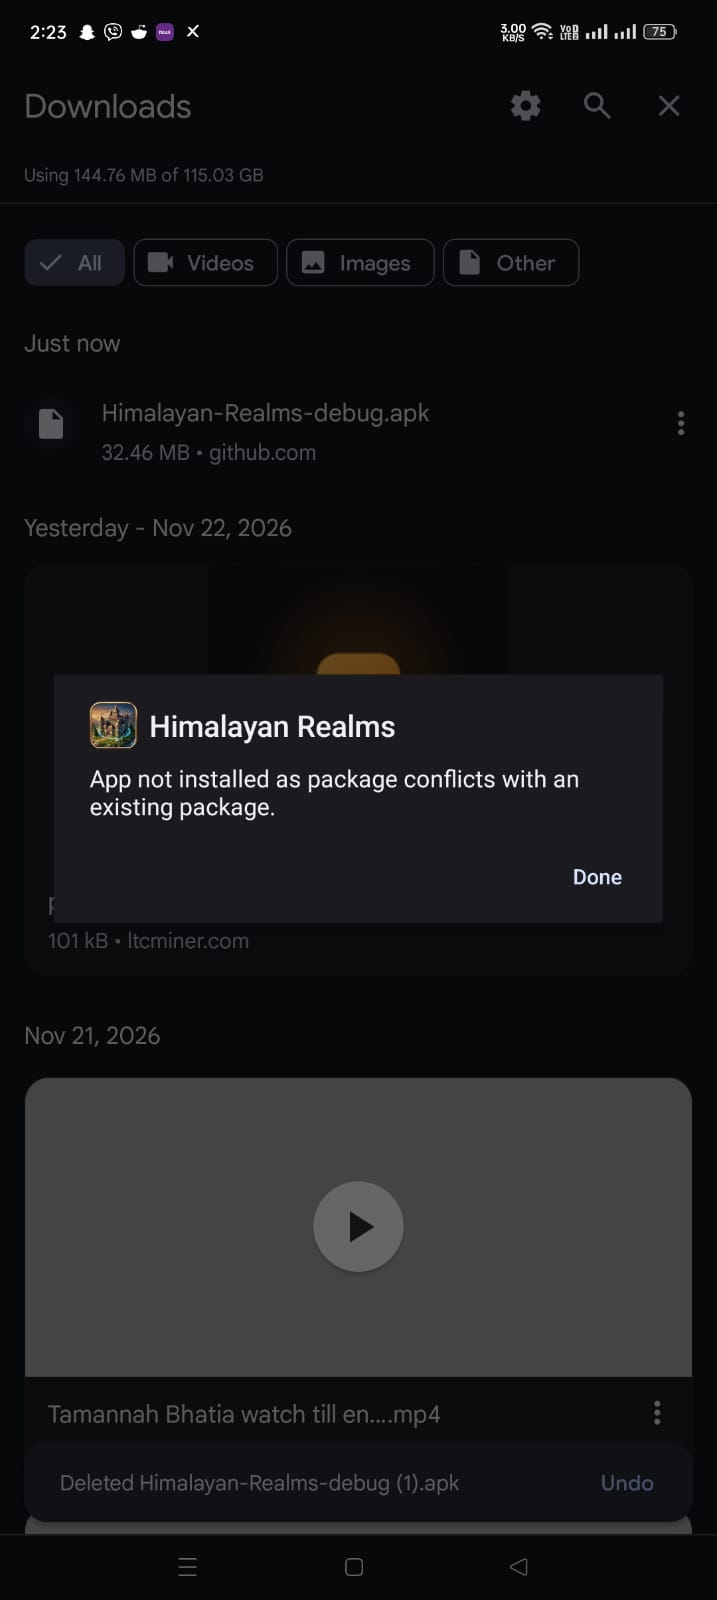 2:23
3.00
KB/S
VoD
LTE2
75
Downloads
Using 144.76 MB of 115.03 GB
All
Videos
Images
Other
Just now
Himalayan-Realms-debug.apk
32.46 MB • github.com
Yesterday - Nov 22, 2026
Himalayan Realms
App not installed as package conflicts with an
existing package.
Done
101 kB • ltcminer.com
Nov 21, 2026
Tamannah Bhatia watch till en....mp4
Deleted Himalayan-Realms-debug (1).apk
Undo